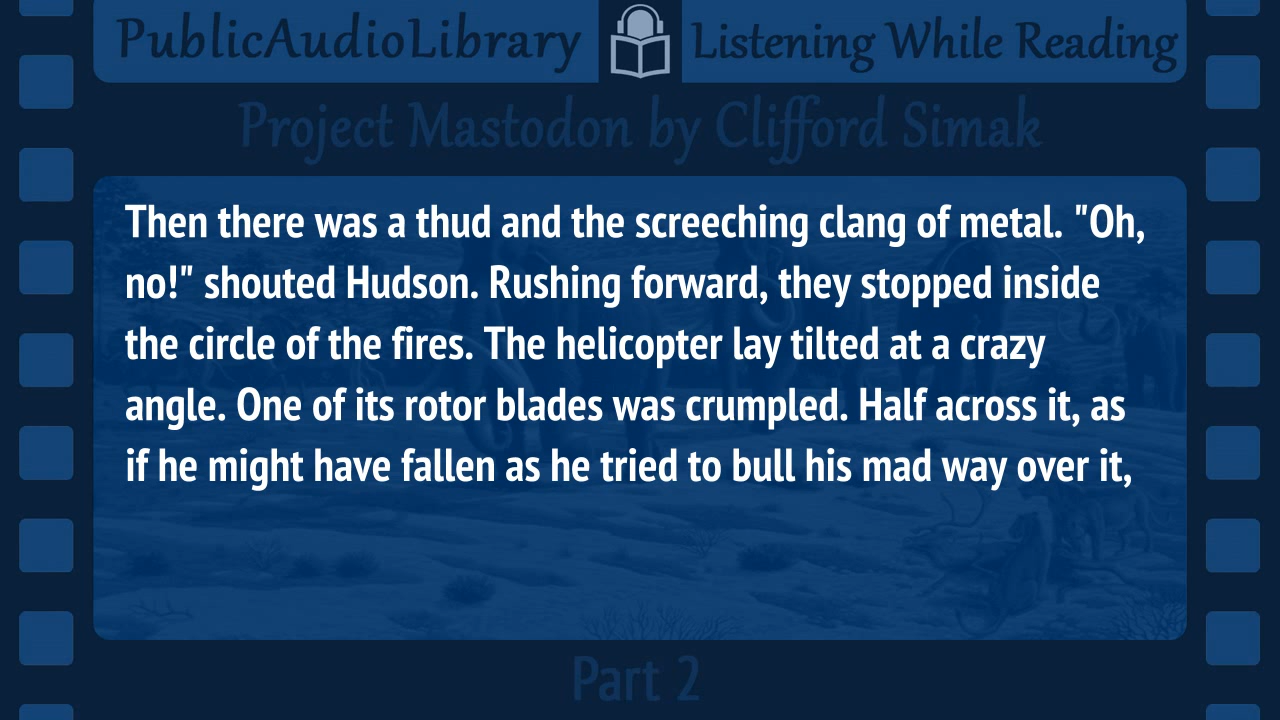 PublicAudioLibrary Listening While Reading
Project Mastodon by Clifford Simak
Then there was a thud and the screeching clang of metal. "Oh,
no!" shouted Hudson. Rushing forward, they stopped inside
the circle of the fires. The helicopter lay tilted at a crazy
angle. One of its rotor blades was crumpled. Half across it, as
if he might have fallen as he tried to bull his mad way over it,
Part 2